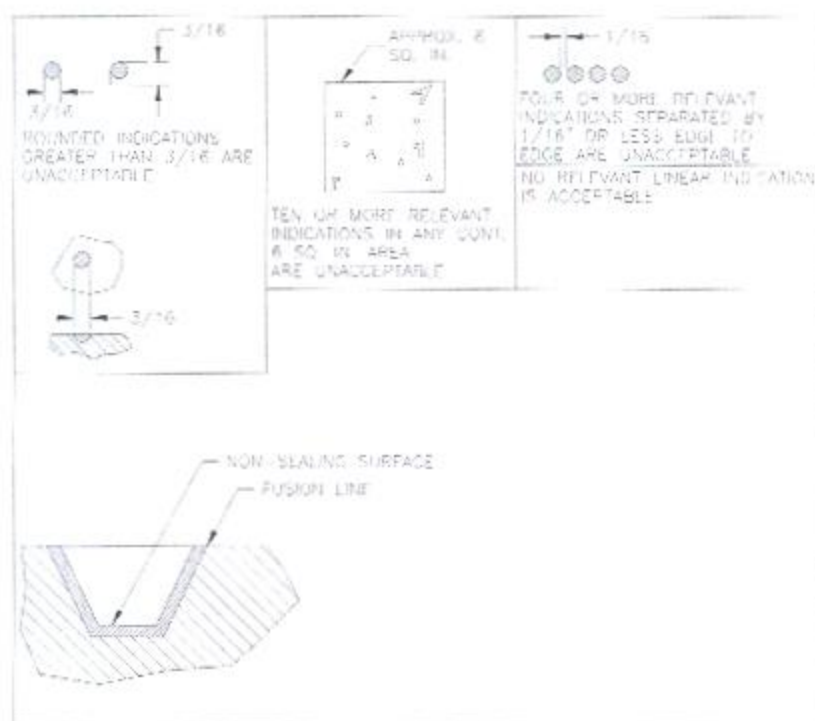 3/16
3/16
ROUNDED INDICATIONS
GREATER THAN 3/16 ARE
UNACCEPTABLE
3/16
APPROX. 6
SQ. IN.
TEN OR MORE RELEVANT
INDICATIONS IN ANY CONT.
6 SQ. IN. AREA
ARE UNACCEPTABLE
1/16
FOUR OR MORE RELEVANT
INDICATIONS SEPARATED BY
1/16" OR LESS EDGE TO
EDGE ARE UNACCEPTABLE
NO RELEVANT LINEAR INDICATION
IS ACCEPTABLE
NON-SEALING SURFACE
FUSION LINE